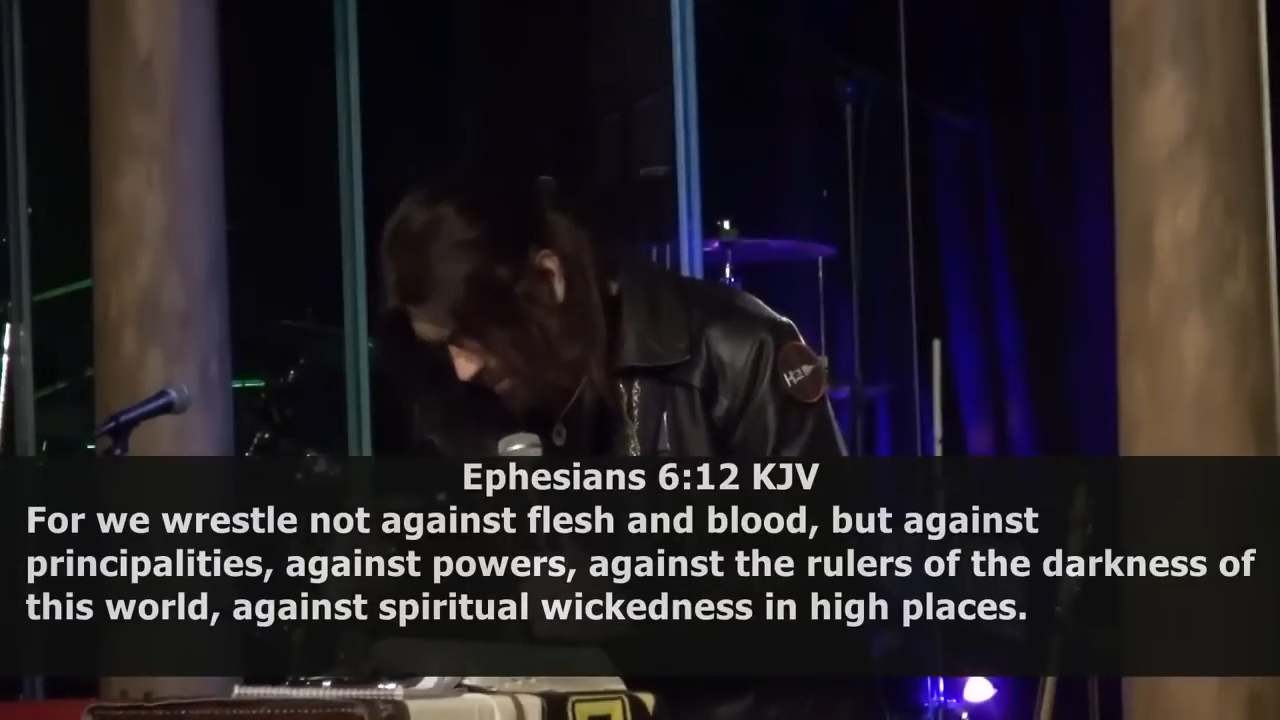 H2
Ephesians 6:12 KJV
For we wrestle not against flesh and blood, but against
principalities, against powers, against the rulers of the darkness of
this world, against spiritual wickedness in high places.